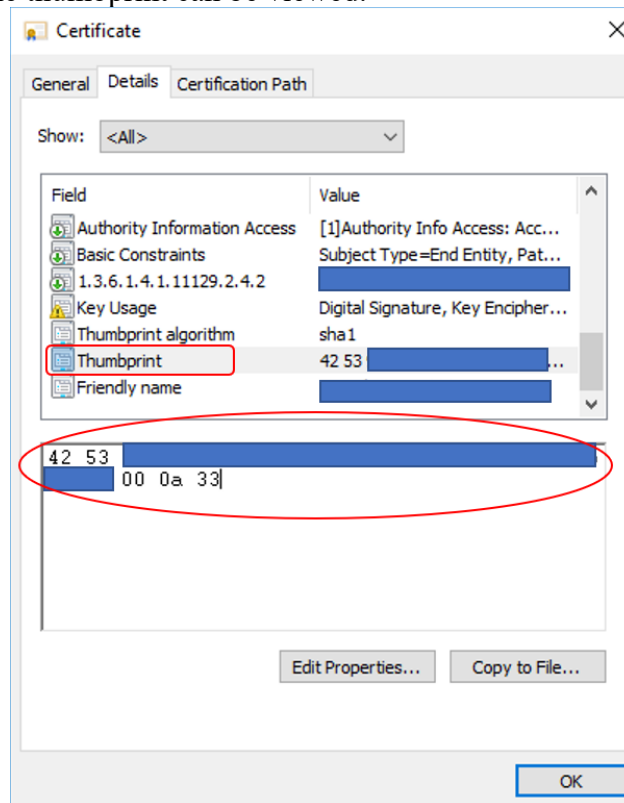 Certificate
General Details Certification Path
Show: <All>
Field Value
Authority Information Access [1]Authority Info Access: Acc...
Basic Constraints Subject Type=End Entity, Pat...
1.3.6.1.4.1.11129.2.4.2
Key Usage Digital Signature, Key Encipher...
Thumbprint algorithm sha1
Thumbprint 42 53 ...
Friendly name
42 53
00 0a 33
Edit Properties... Copy to File...
OK